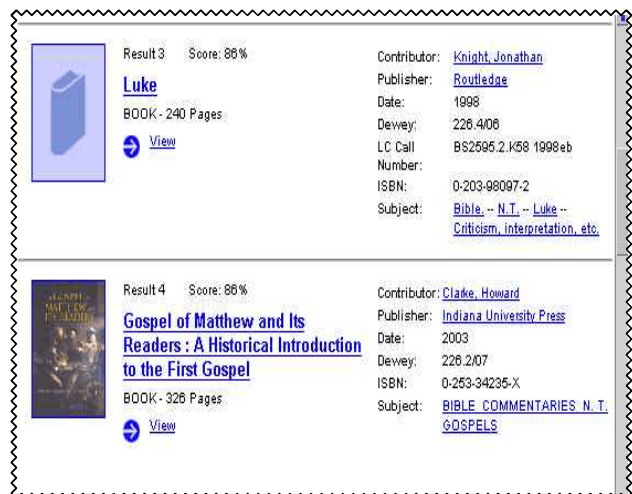 Result 3 Score: 86%
Luke
BOOK - 240 Pages
View
Contributor: Knight, Jonathan
Publisher: Routledge
Date: 1998
Dewey: 226.4/06
LC Call BS2595.2.K58 1998eb
Number:
ISBN: 0-203-98097-2
Subject: Bible. -- N.T. -- Luke --
Criticism, interpretation, etc.
Result 4 Score: 86%
Gospel of Matthew and Its
Readers : A Historical Introduction
to the First Gospel
BOOK - 326 Pages
View
Contributor: Clarke, Howard
Publisher: Indiana University Press
Date: 2003
Dewey: 226.2/07
ISBN: 0-253-34235-X
Subject: BIBLE COMMENTARIES N. T.
GOSPELS